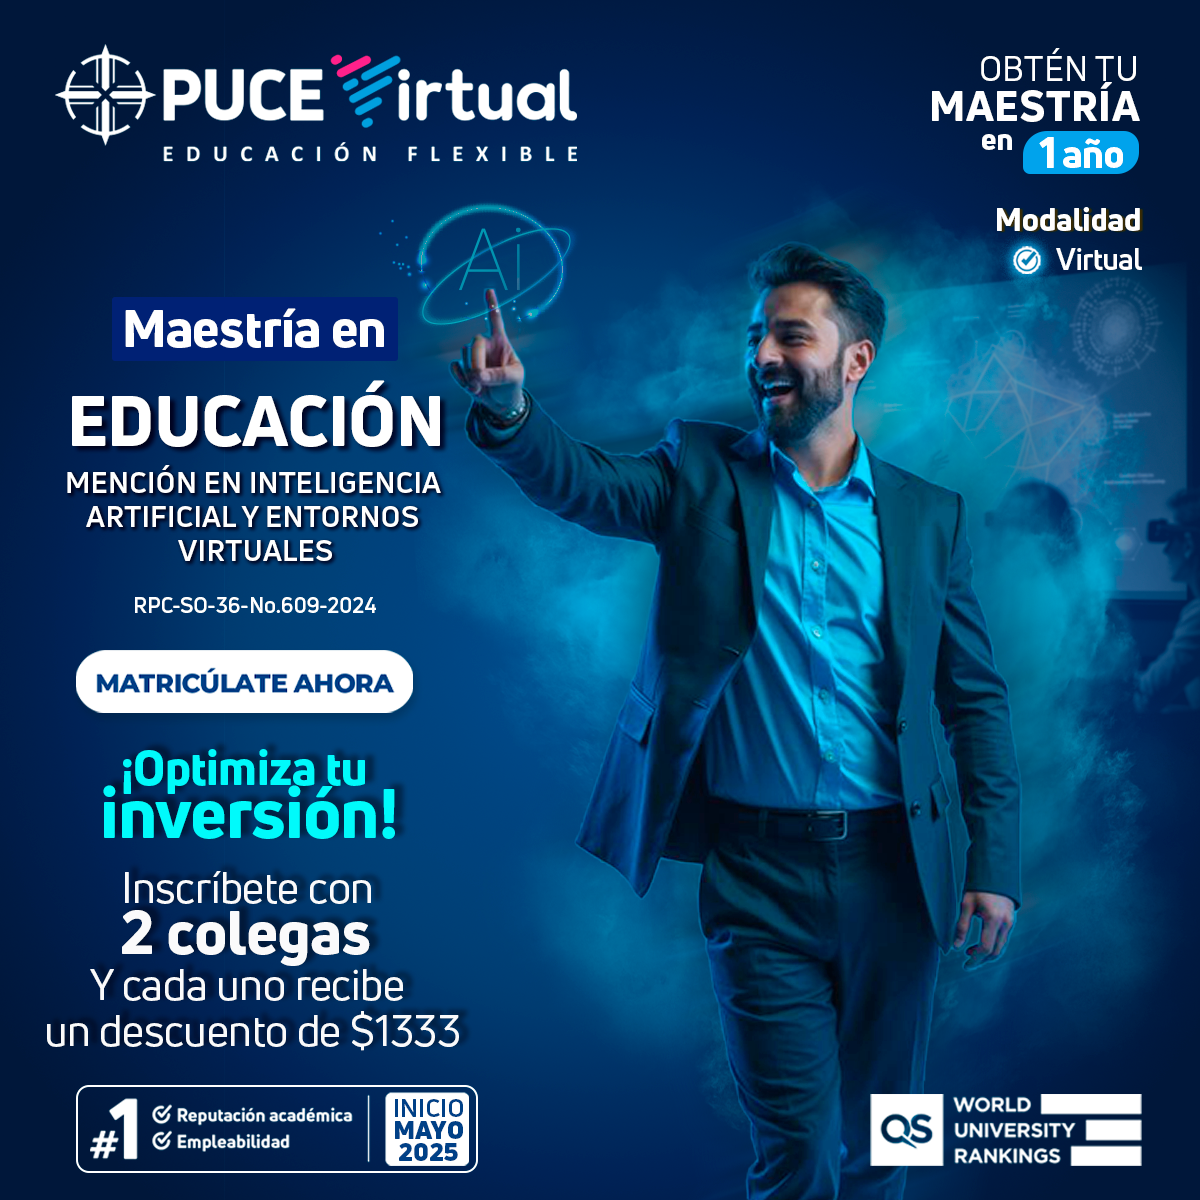 PUCE Virtual
EDUCACIÓN FLEXIBLE
OBTÉN TU
MAESTRÍA
en 1 año
Modalidad
Virtual
Ai
Maestría en
EDUCACIÓN
MENCIÓN EN INTELIGENCIA
ARTIFICIAL Y ENTORNOS
VIRTUALES
RPC-SO-36-No.609-2024
MATRICÚLATE AHORA
¡Optimiza tu
inversión!
Inscríbete con
2 colegas
Y cada uno recibe
un descuento de $1333
#1
Reputación académica
Empleabilidad
INICIO
MAYO
2025
QS
WORLD
UNIVERSITY
RANKINGS